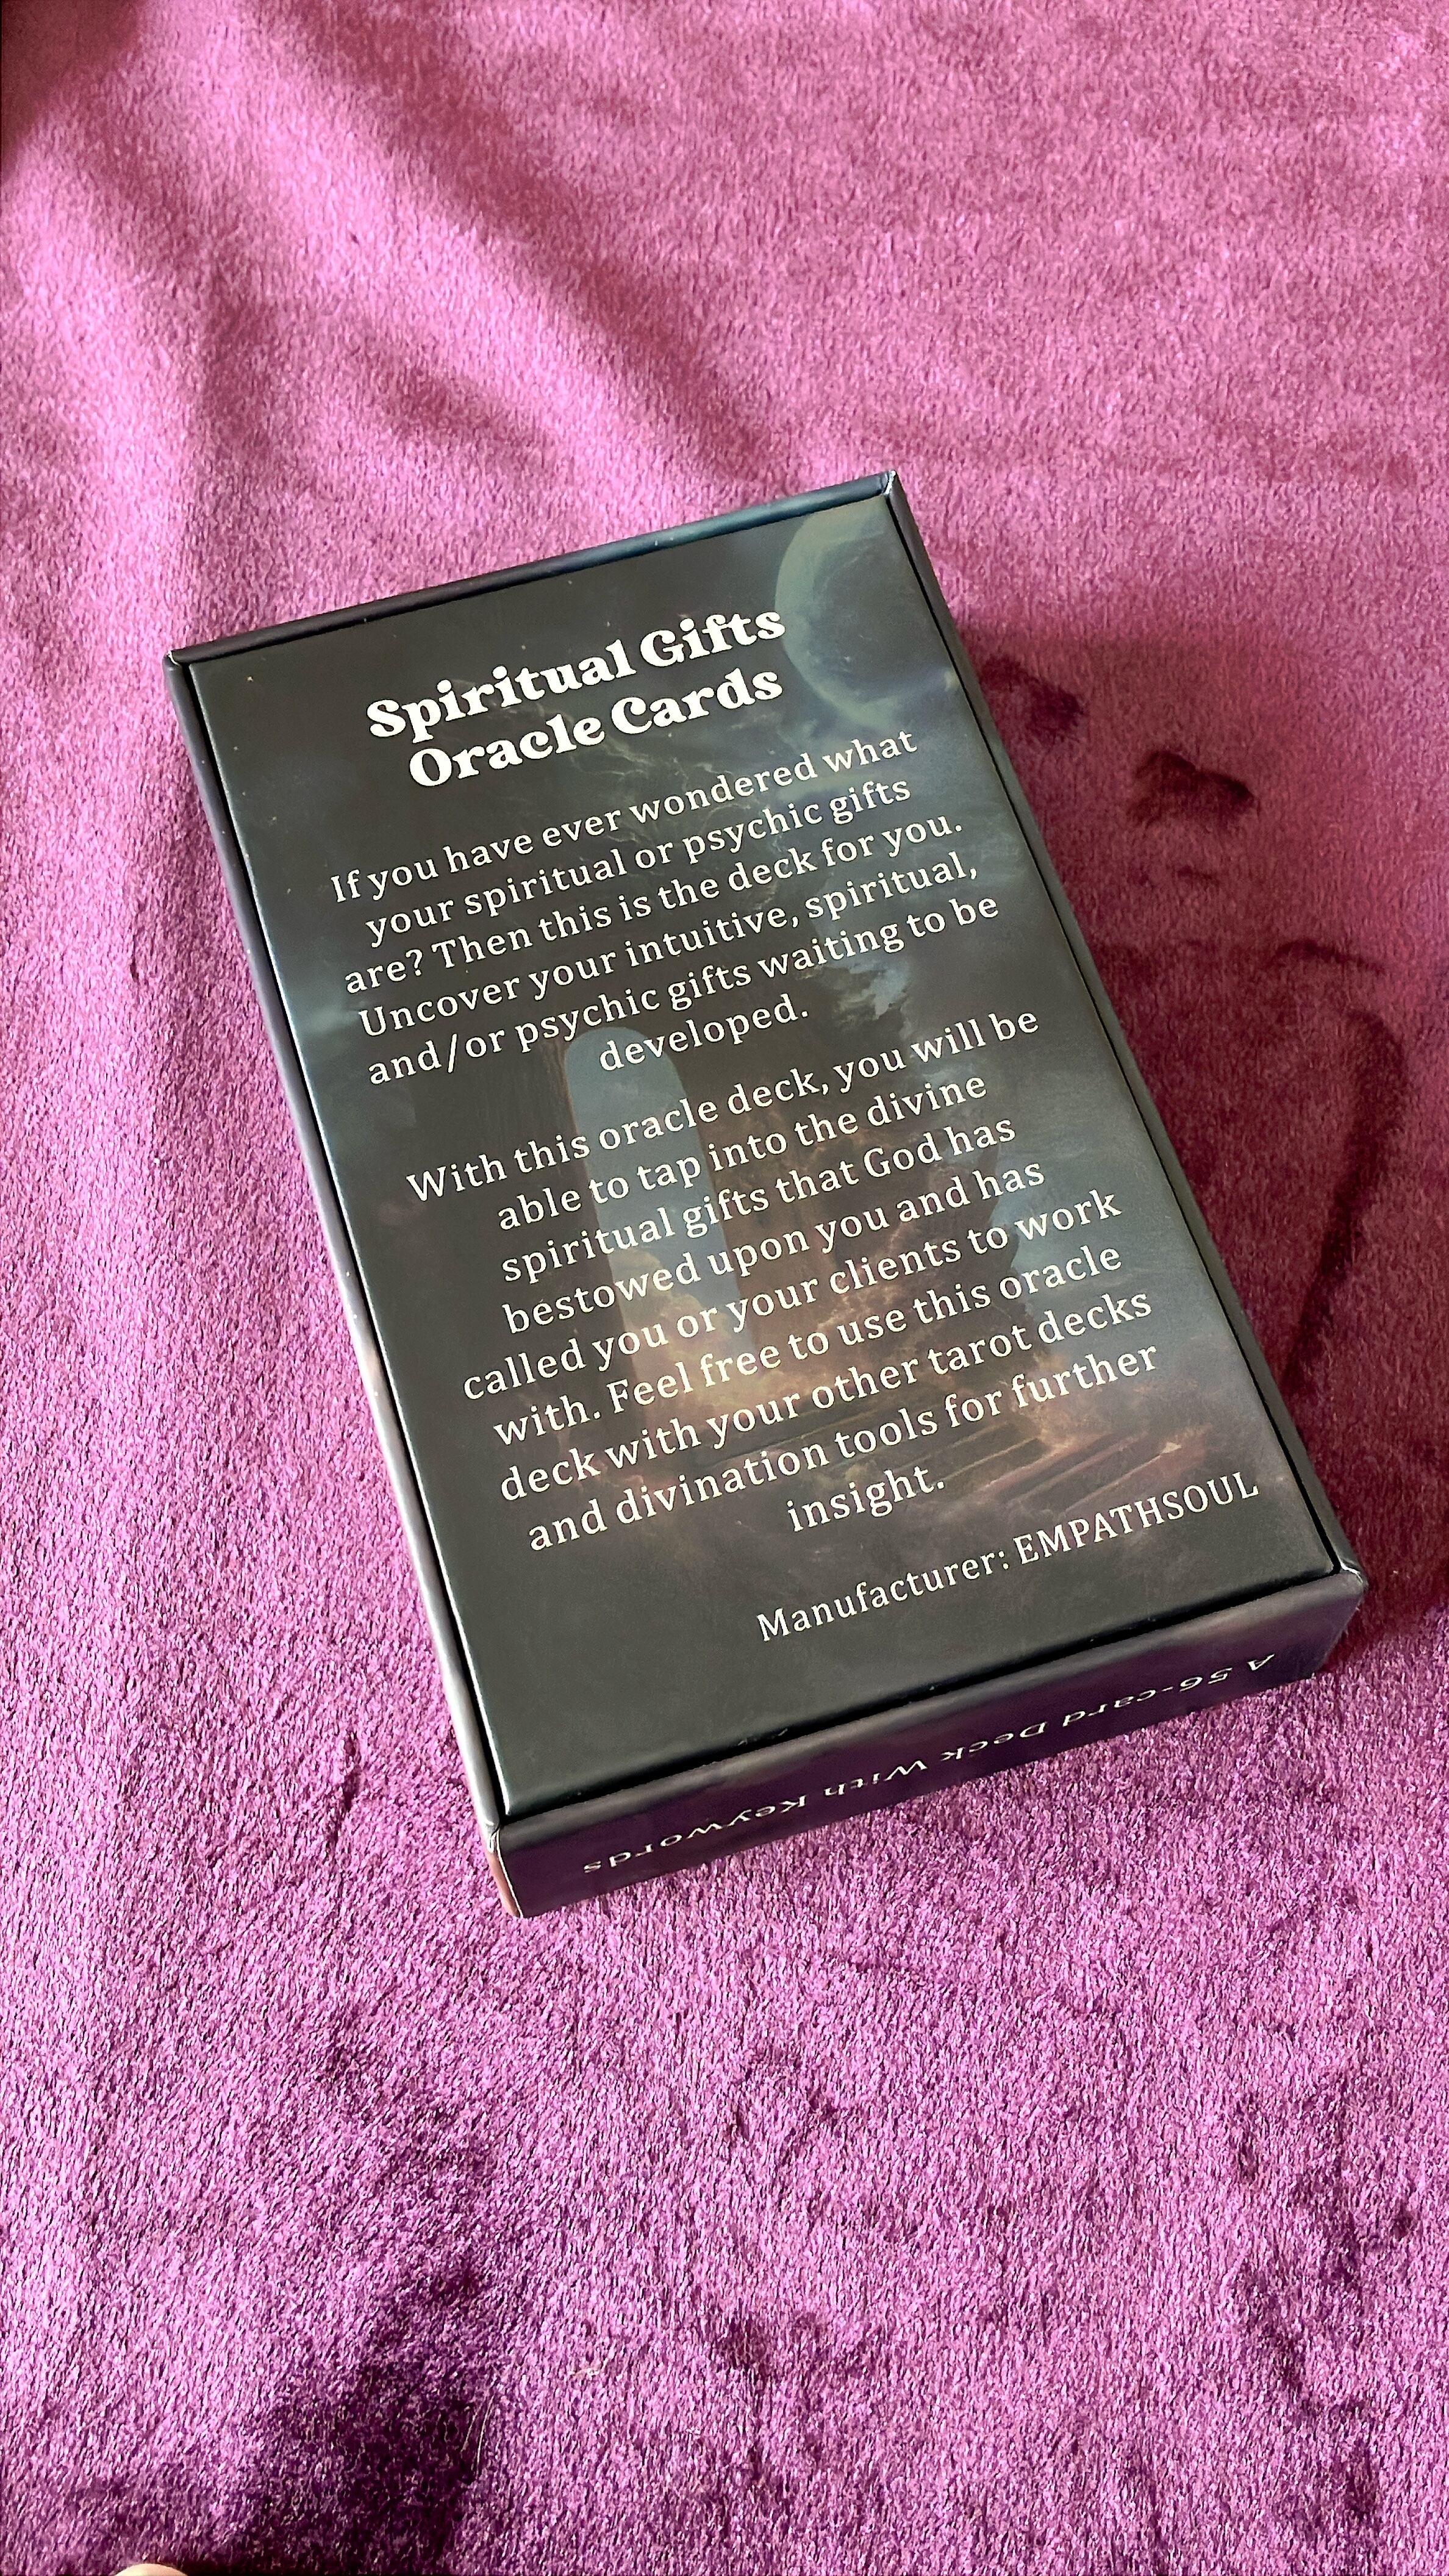 Spiritual Gifts
Oracle Cards
If you have ever wondered what
your spiritual or psychic gifts
are? Then this is the deck for you.
Uncover your intuitive, spiritual,
and/or psychic gifts waiting to be
developed.
With this oracle deck, you will be
able to tap into the divine
spiritual gifts that God has
bestowed upon you and has
called you or your clients to work
with. Feel free to use this oracle
deck with your other tarot decks
and divination tools for further
insight.
Manufacturer: EMPATHSOUL
A 56-card Deck With Keywords